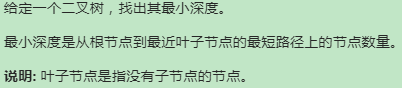 给定一个二叉树，找出其最小深度。
最小深度是从根节点到最近叶子节点的最短路径上的节点数量。
说明: 叶子节点是指没有子节点的节点。